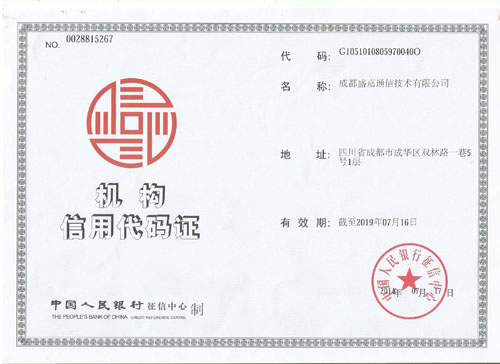 NO. 0028815267
机构
信用代码证
中国人民银行征信中心 制
THE PEOPLE'S BANK OF CHINA CREDIT REFERENCE CENTRE
代 码: G1051010805970040O
名 称: 成都盛嘉通信技术有限公司
地 址: 四川省成都市成华区双林路一巷5
号1层
有 效 期: 截至2019年07月16日
中国人民银行征信中心
年 07月 17日